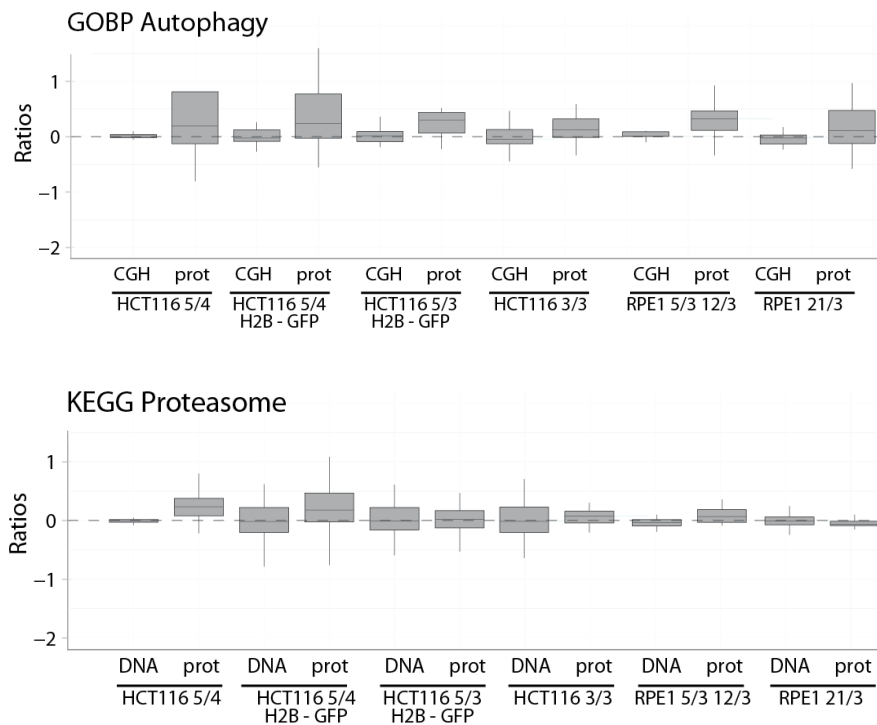 GOBP Autophagy
Ratios
1
0
−1
−2
CGH prot CGH prot CGH prot CGH prot CGH prot CGH prot
HCT116 5/4 HCT116 5/4 HCT116 5/3 HCT116 3/3 RPE1 5/3 12/3 RPE1 21/3
H2B - GFP H2B - GFP
KEGG Proteasome
Ratios
1
0
−1
−2
DNA prot DNA prot DNA prot DNA prot DNA prot DNA prot
HCT116 5/4 HCT116 5/4 HCT116 5/3 HCT116 3/3 RPE1 5/3 12/3 RPE1 21/3
H2B - GFP H2B - GFP